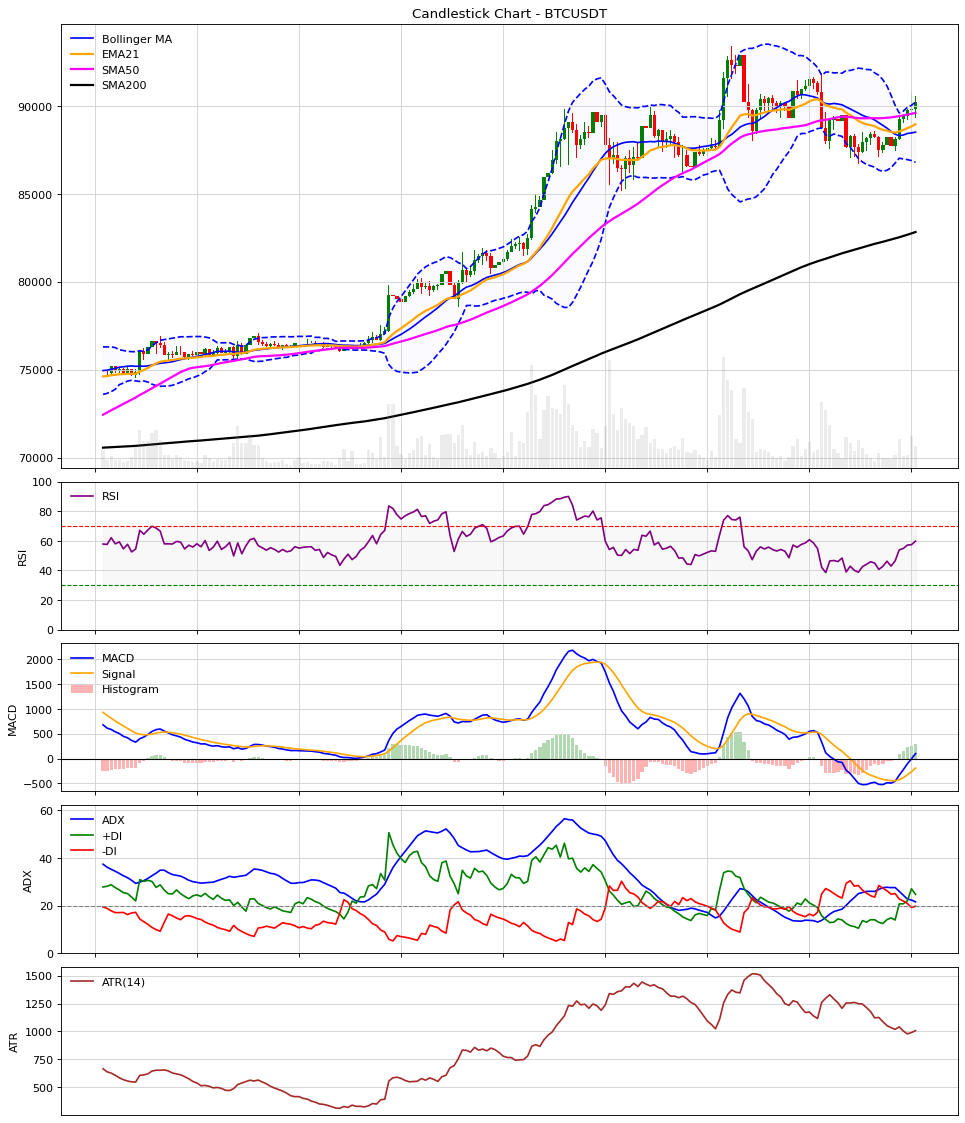 Candlestick Chart - BTCUSDT
Bollinger MA
EMA21
SMA50
SMA200
90000
85000
80000
75000
70000
RSI
RSI
100
80
60
40
20
0
MACD
Signal
Histogram
MACD
2000
1500
1000
500
0
−500
ADX
+DI
-DI
ADX
60
40
20
0
ATR(14)
ATR
1500
1250
1000
750
500